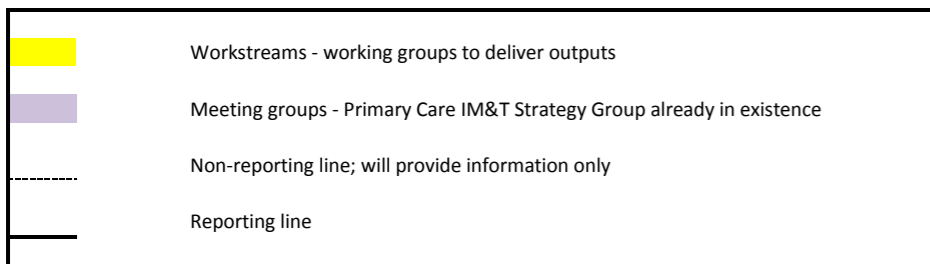 Workstreams - working groups to deliver outputs
Meeting groups - Primary Care IM&T Strategy Group already in existence
Non-reporting line; will provide information only
Reporting line